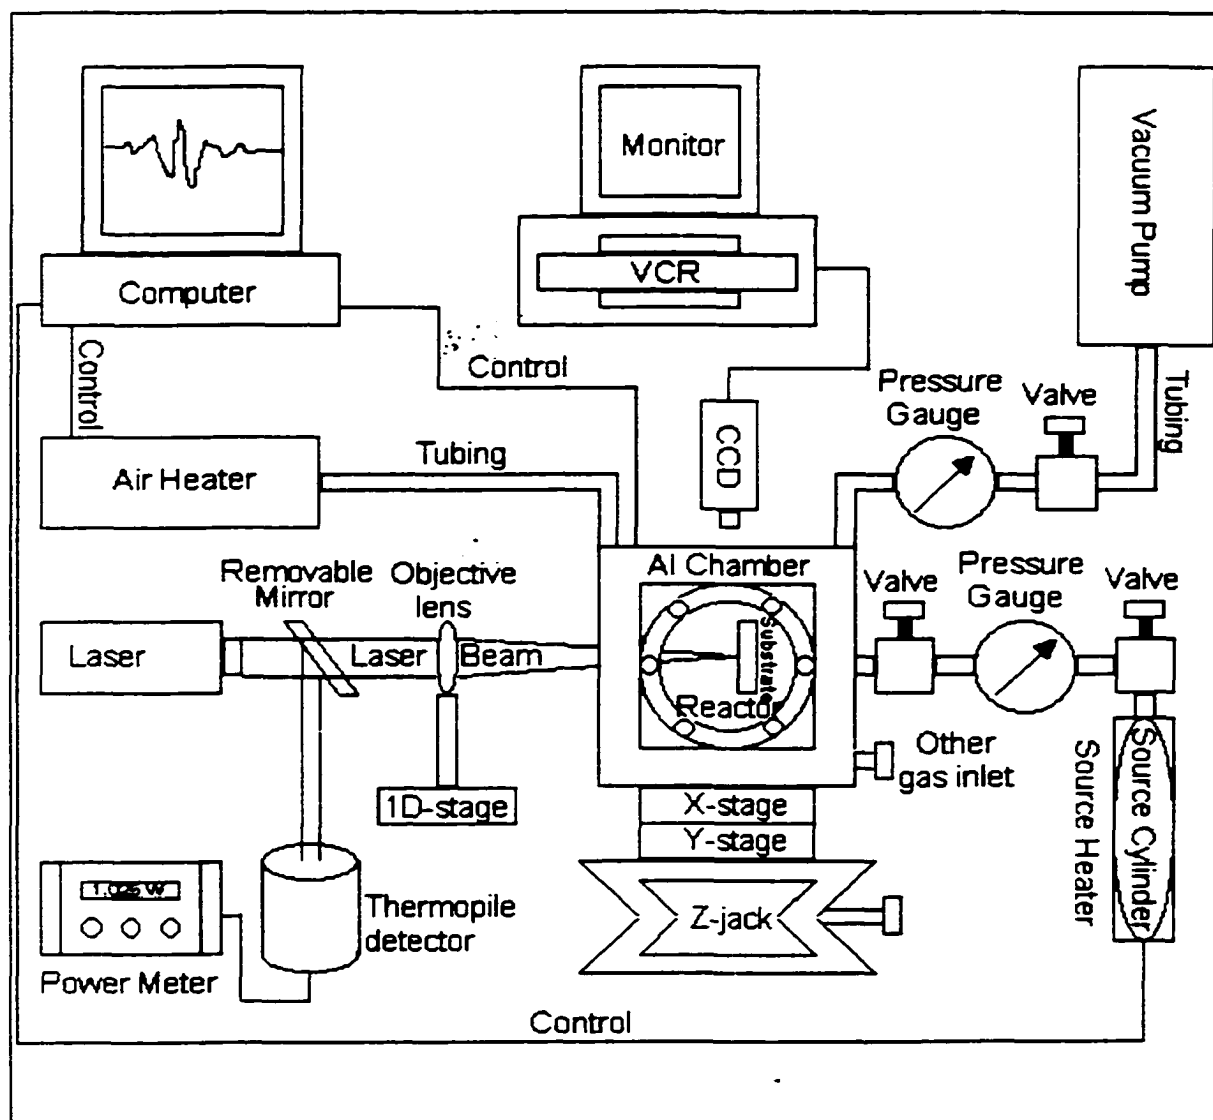 Monitor
Vacuum Pump
VCR
Computer
Control
Control
Pressure
Gauge
Valve
Tubing
CCD
Tubing
Air Heater
Removable
Mirror
Objective
lens
Al Chamber
Valve
Pressure
Gauge
Valve
Laser
Laser
Beam
Substrate
Reactor
Other
gas inlet
Source Heater
Source Cylinder
1D-stage
X-stage
Y-stage
1.025 W
Thermopile
detector
Z-jack
Power Meter
Control